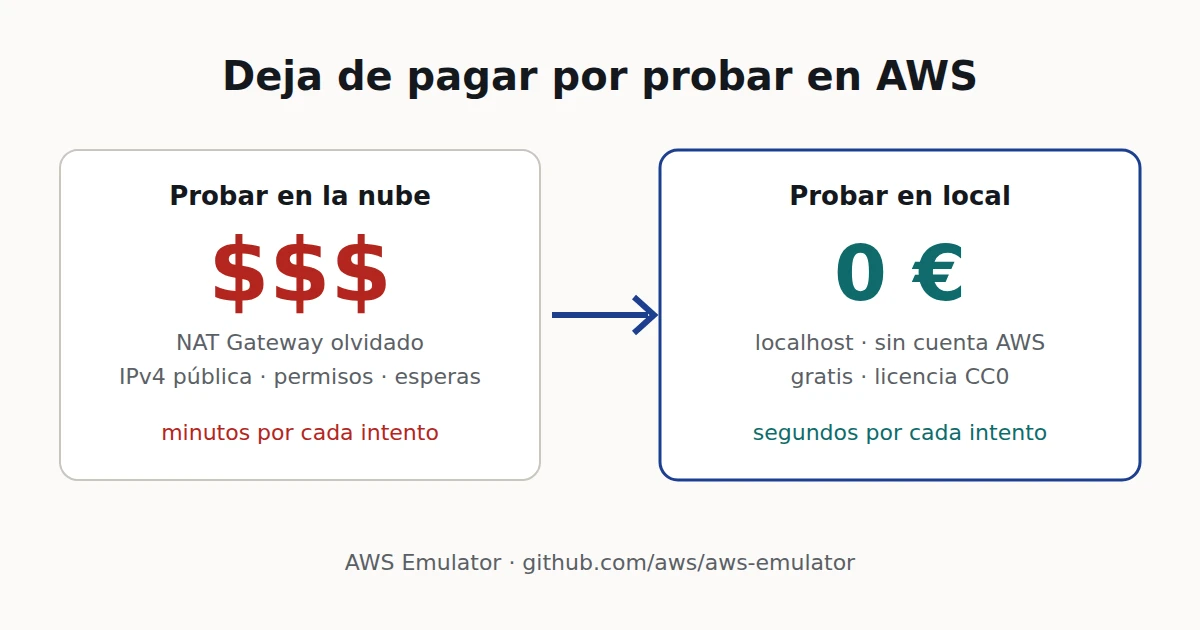 Deja de pagar por probar en AWS
Probar en la nube
$$$
NAT Gateway olvidado
IPv4 pública · permisos · esperas
minutos por cada intento
Probar en local
0 €
localhost · sin cuenta AWS
gratis · licencia CC0
segundos por cada intento
AWS Emulator · github.com/aws/aws-emulator